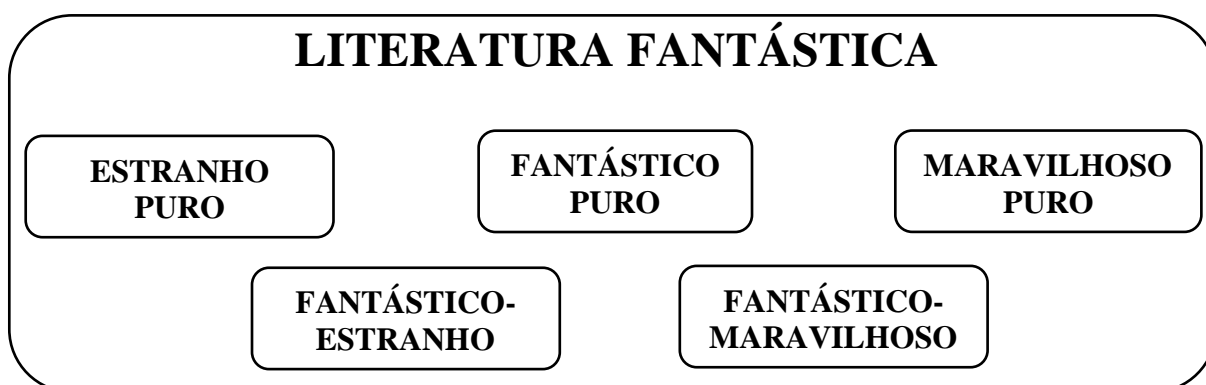 LITERATURA FANTÁSTICA
ESTRANHO
PURO
FANTÁSTICO
PURO
MARAVILHOSO
PURO
FANTÁSTICO-
ESTRANHO
FANTÁSTICO-
MARAVILHOSO